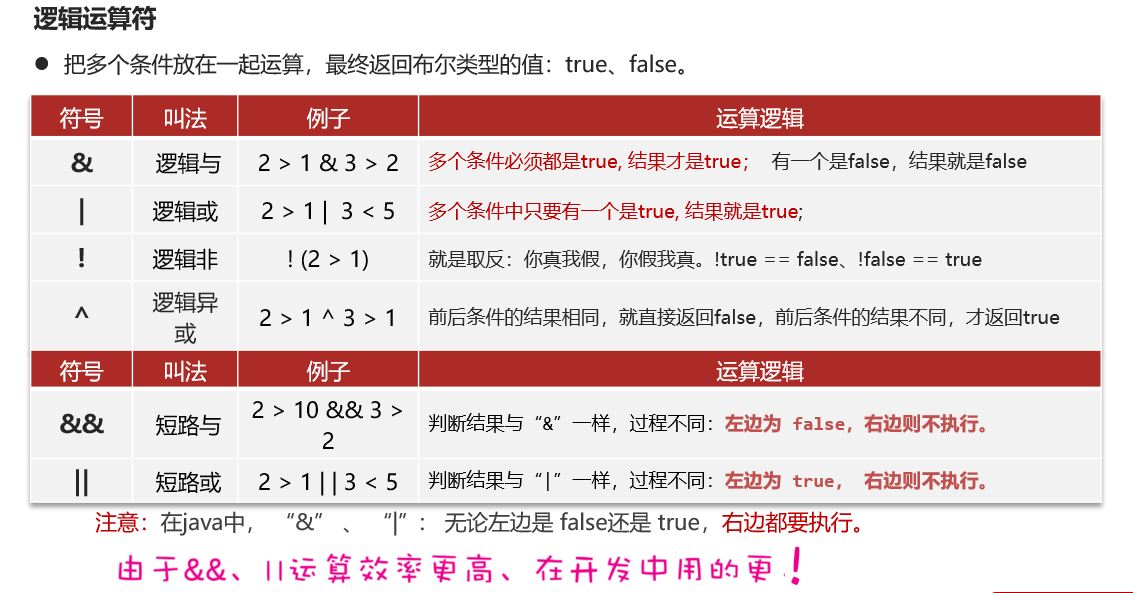 逻辑运算符
● 把多个条件放在一起运算，最终返回布尔类型的值：true、false。
符号 叫法 例子 运算逻辑
& 逻辑与 2 > 1 & 3 > 2 多个条件必须都是true, 结果才是true； 有一个是false，结果就是false
| 逻辑或 2 > 1 | 3 < 5 多个条件中只要有一个是true, 结果就是true;
! 逻辑非 ! (2 > 1) 就是取反：你真我假，你假我真。!true == false、!false == true
^ 逻辑异
或 2 > 1 ^ 3 > 1 前后条件的结果相同，就直接返回false，前后条件的结果不同，才返回true
符号 叫法 例子 运算逻辑
&& 短路与 2 > 10 && 3 >
2 判断结果与“&”一样，过程不同：左边为 false，右边则不执行。
|| 短路或 2 > 1 || 3 < 5 判断结果与“|”一样，过程不同：左边为 true， 右边则不执行。
注意：在java中， “&” 、 “|” ： 无论左边是 false还是 true，右边都要执行。
由于&&、||运算效率更高、在开发中用的更！